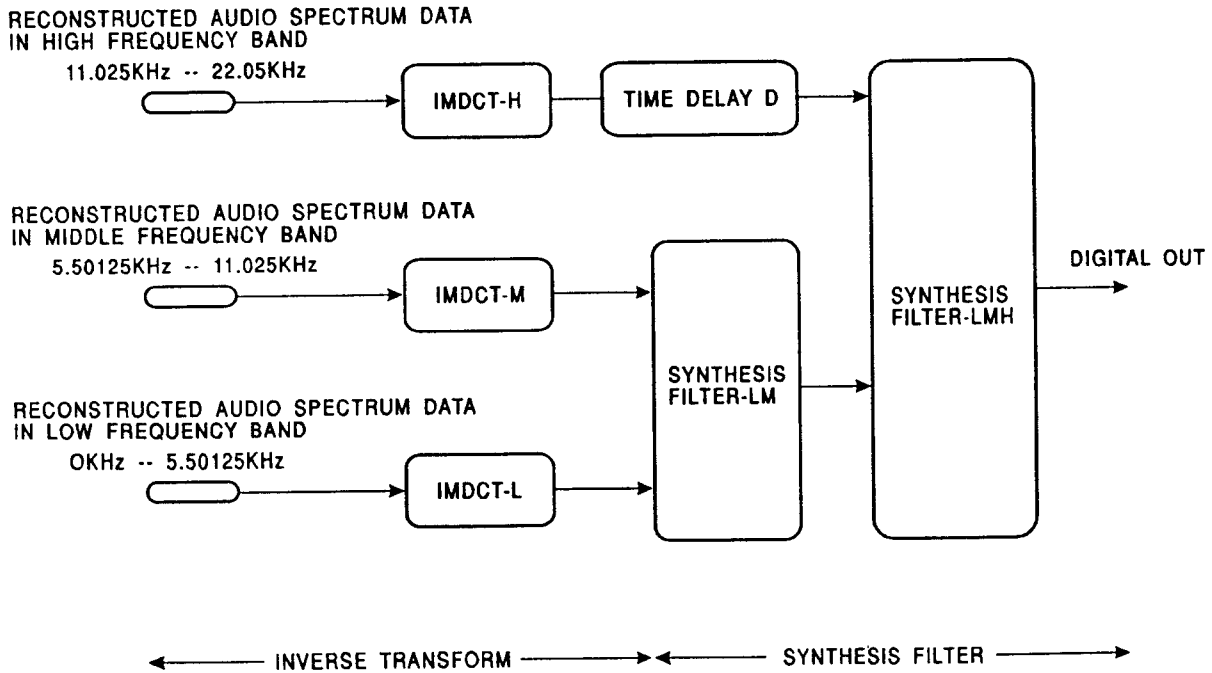 RECONSTRUCTED AUDIO SPECTRUM DATA
IN HIGH FREQUENCY BAND
11.025KHz -- 22.05KHz
IMDCT-H
TIME DELAY D
RECONSTRUCTED AUDIO SPECTRUM DATA
IN MIDDLE FREQUENCY BAND
5.50125KHz -- 11.025KHz
IMDCT-M
SYNTHESIS
FILTER-LM
SYNTHESIS
FILTER-LMH
DIGITAL OUT
RECONSTRUCTED AUDIO SPECTRUM DATA
IN LOW FREQUENCY BAND
0KHz -- 5.50125KHz
IMDCT-L
INVERSE TRANSFORM
SYNTHESIS FILTER